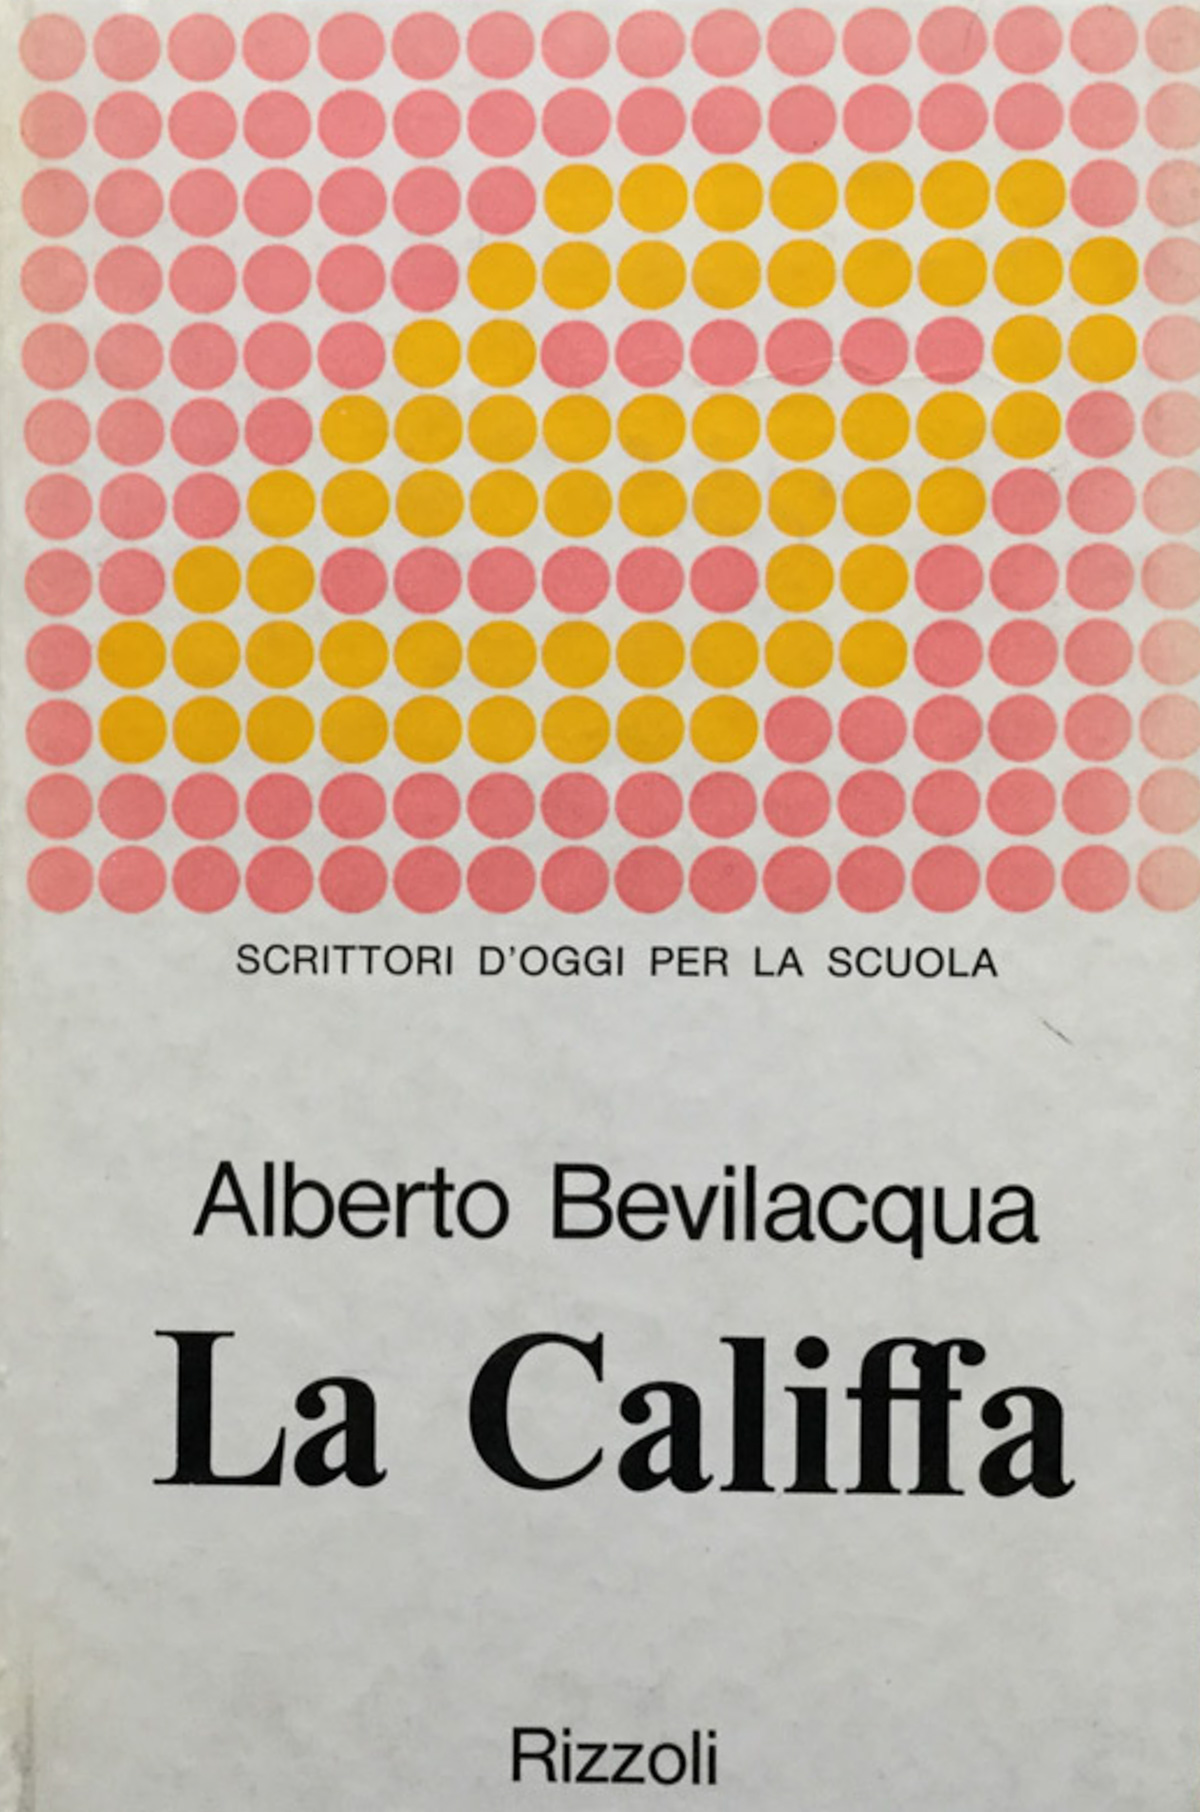 SCRITTORI D'OGGI PER LA SCUOLA
Alberto Bevilacqua
La Califfa
Rizzoli